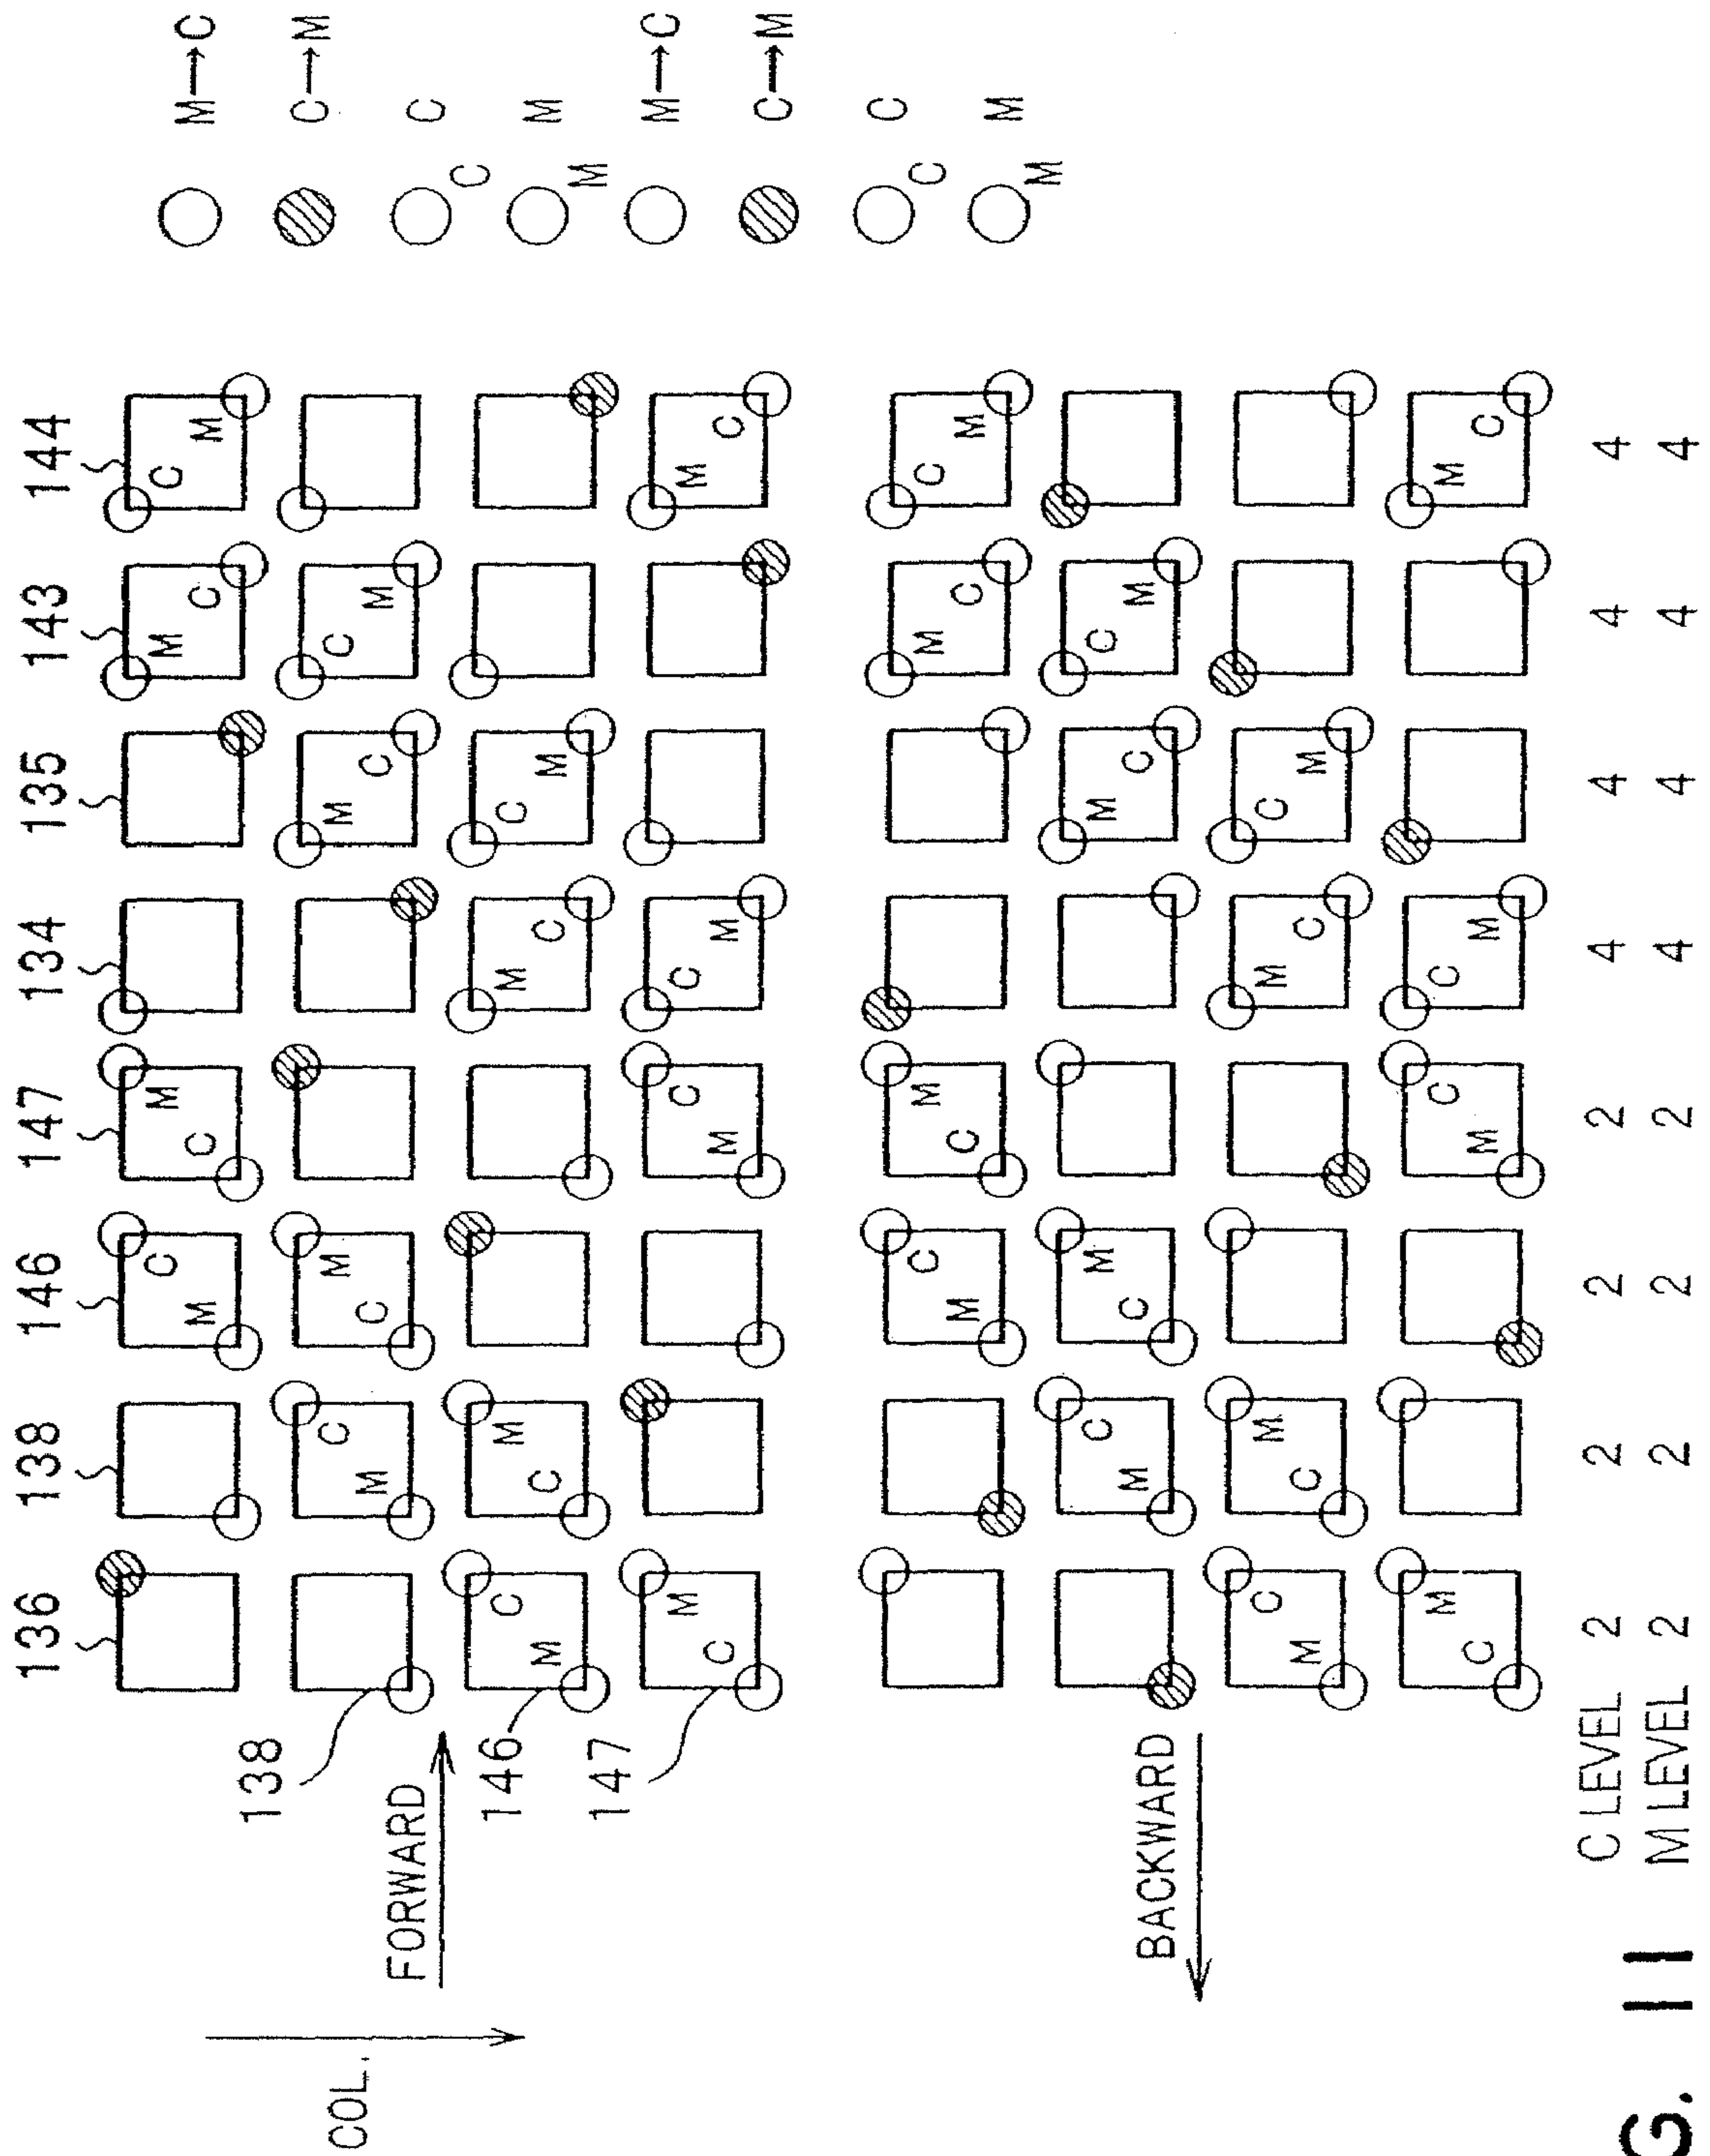 136 138 146 147 134 135 143 144
C M M C
M C C M
138
C M M C
M C C M
COL.
FORWARD
146
C M M C
M C C M
147
M C C M
C M M C
C M M C
M C C M
C M M C
M C C M
BACKWARD
C M M C
M C C M
M C C M
C M M C
C LEVEL 2 2 2 2 4 4 4 4
M LEVEL 2 2 2 2 4 4 4 4
M→C
C→M
C C
M M
M→C
C→M
C C
M M
G. 11